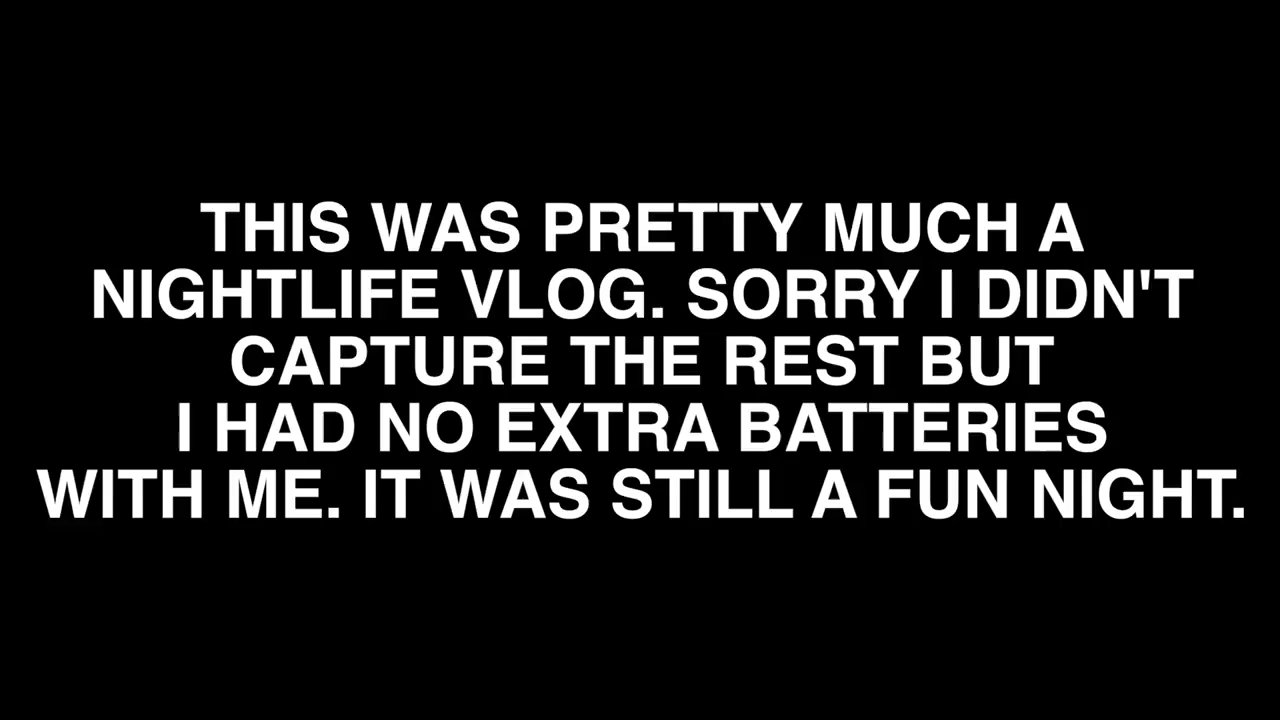 THIS WAS PRETTY MUCH A
NIGHTLIFE VLOG. SORRY I DIDN'T
CAPTURE THE REST BUT
I HAD NO EXTRA BATTERIES
WITH ME. IT WAS STILL A FUN NIGHT.